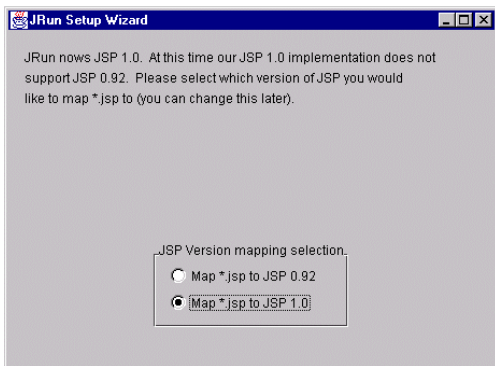 JRun Setup Wizard
JRun nows JSP 1.0. At this time our JSP 1.0 implementation does not
support JSP 0.92. Please select which version of JSP you would
like to map *.jsp to (you can change this later).
JSP Version mapping selection
Map *.jsp to JSP 0.92
Map *.jsp to JSP 1.0